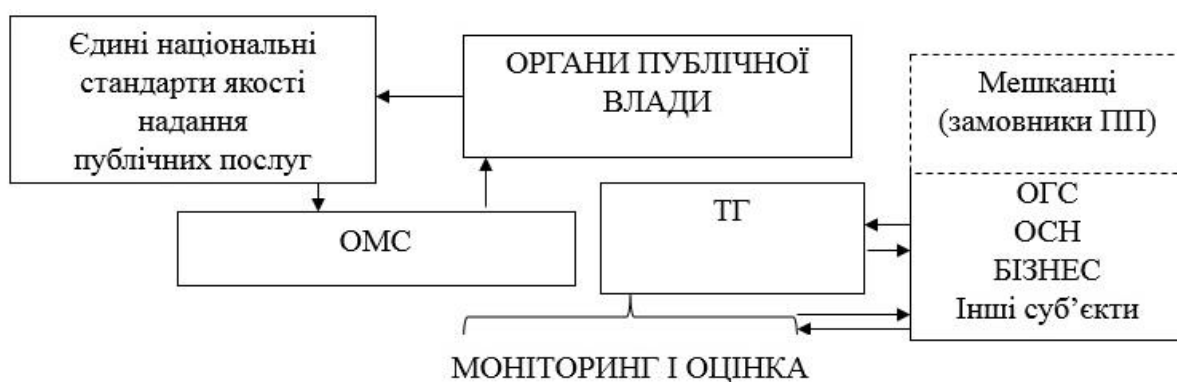 Єдині національні
стандарти якості
надання
публічних послуг
ОРГАНИ ПУБЛІЧНОЇ
ВЛАДИ
Мешканці
(замовники ПП)
ОМС
ТГ
ОГС
ОСН
БІЗНЕС
Інші суб’єкти
МОНІТОРИНГ І ОЦІНКА